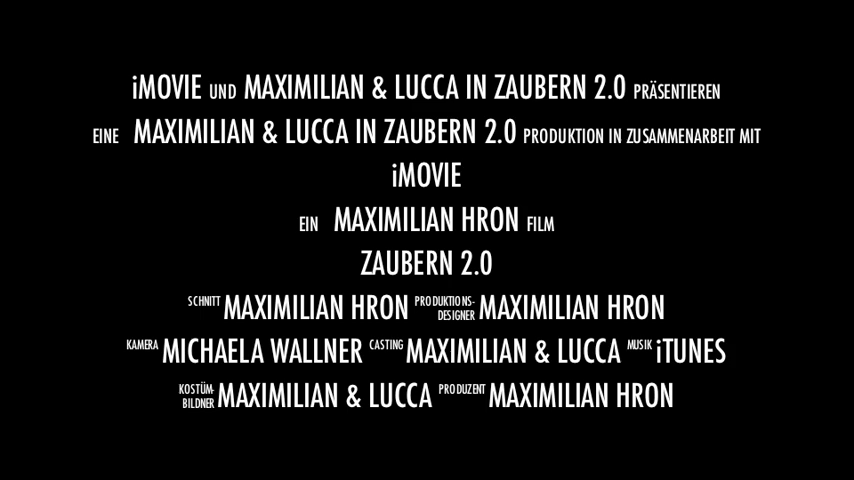 iMOVIE UND MAXIMILIAN & LUCCA IN ZAUBERN 2.0 PRÄSENTIEREN
EINE MAXIMILIAN & LUCCA IN ZAUBERN 2.0 PRODUKTION IN ZUSAMMENARBEIT MIT
iMOVIE
EIN MAXIMILIAN HRON FILM
ZAUBERN 2.0
SCHNITT MAXIMILIAN HRON PRODUKTIONS-DESIGNER MAXIMILIAN HRON
KAMERA MICHAELA WALLNER CASTING MAXIMILIAN & LUCCA MUSIK iTUNES
KOSTÜM-BILDNER MAXIMILIAN & LUCCA PRODUZENT MAXIMILIAN HRON